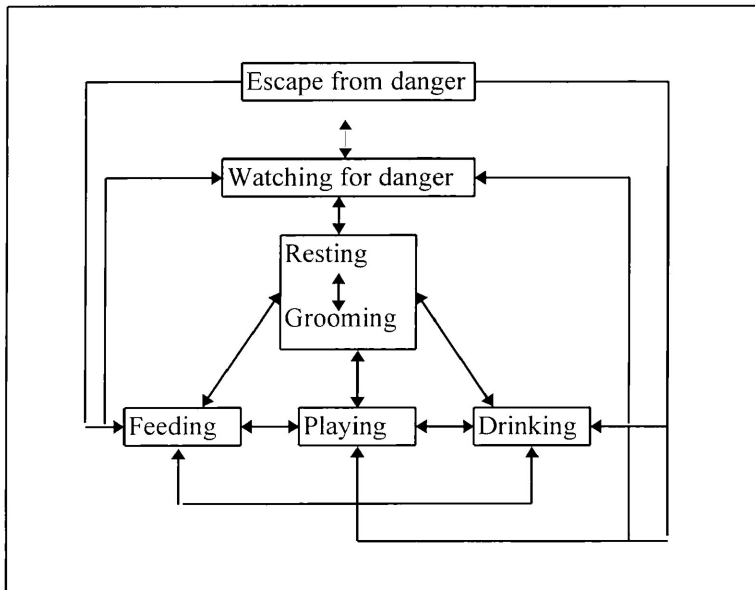 Escape from danger
Watching for danger
Resting
Grooming
Feeding
Playing
Drinking